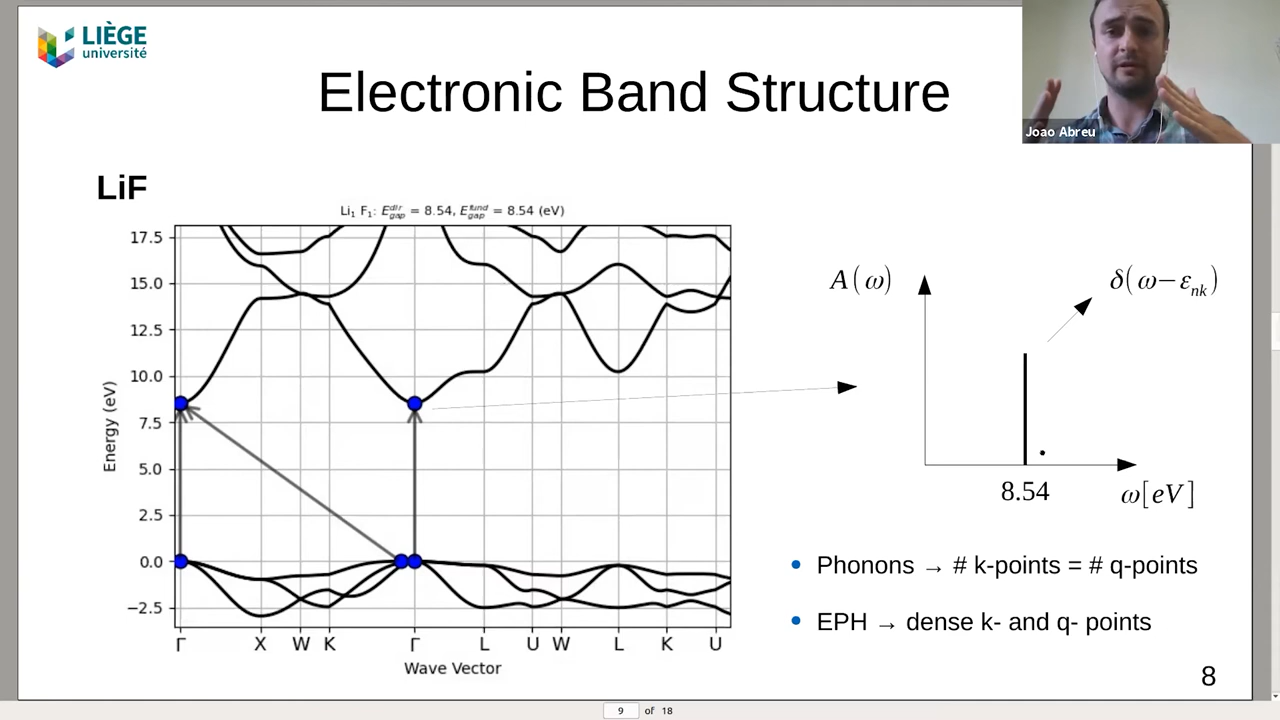 LIÈGE
université
Electronic Band Structure
Joao Abreu
LiF
Li₁ F₁: E_gap^dir = 8.54, E_gap^fund = 8.54 (eV)
17.5
15.0
12.5
10.0
7.5
5.0
2.5
0.0
−2.5
Energy (eV)
Γ X W K Γ L U W L K U
Wave Vector
A(ω)
δ(ω−ε_nk)
8.54
ω[eV]
• Phonons → # k-points = # q-points
• EPH → dense k- and q- points
8
9 of 18